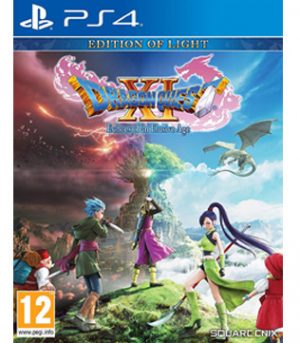 PS4
EDITION OF LIGHT
DRAGON QUEST
XI
Echoes of an Elusive Age
12
www.pegi.info
SQUARE ENIX